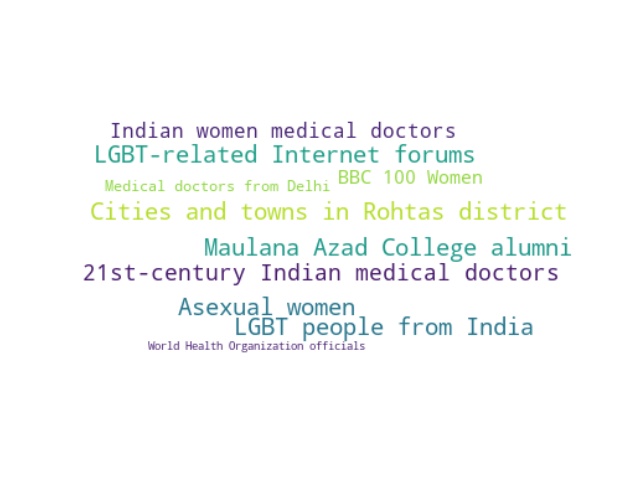 Indian women medical doctors
LGBT-related Internet forums
BBC 100 Women
Medical doctors from Delhi
Cities and towns in Rohtas district
Maulana Azad College alumni
21st-century Indian medical doctors
Asexual women
LGBT people from India
World Health Organization officials